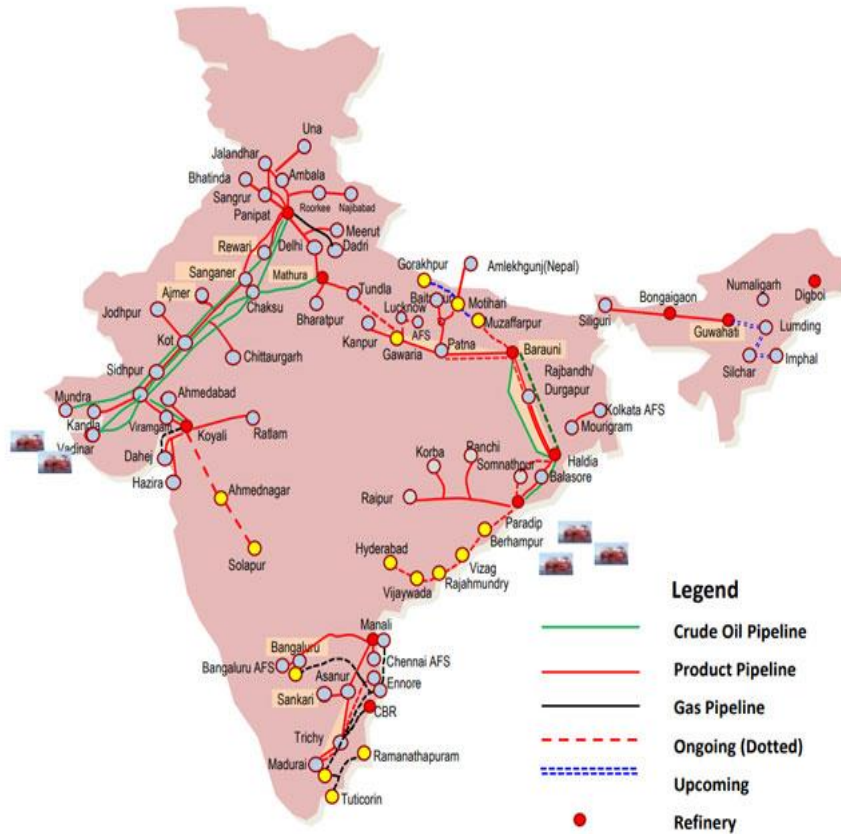 Una
Jalandhar
Ambala
Bhatinda
Roorkee
Najibabad
Sangrur
Panipat
Meerut
Rewari
Delhi
Dadri
Sanganer
Mathura
Gorakhpur
Amlekhgunj(Nepal)
Numaligarh
Digboi
Ajmer
Tundla
Motihari
Bongaigaon
Jodhpur
Chaksu
Lucknow
Bharatpur
AFS
Muzaffarpur
Siliguri
Guwahati
Lumding
Kanpur
Patna
Barauni
Kot
Chittaurgarh
Gawaria
Silchar
Imphal
Sidhpur
Rajbandh/
Durgapur
Mundra
Ahmedabad
Kandla
Kolkata AFS
Viramgam
Koyali
Ratlam
Mourigram
Vadinar
Ranchi
Dahej
Korba
Somnathpur
Haldia
Hazira
Balasore
Ahmednagar
Raipur
Paradip
Berhampur
Hyderabad
Solapur
Vizag
Vijaywada
Rajahmundry
Legend
Manali
Crude Oil Pipeline
Bangaluru
Chennai AFS
Bangaluru AFS
Product Pipeline
Asanur
Ennore
Sankari
CBR
Gas Pipeline
Trichy
Ongoing (Dotted)
Ramanathapuram
Madurai
Upcoming
Tuticorin
Refinery